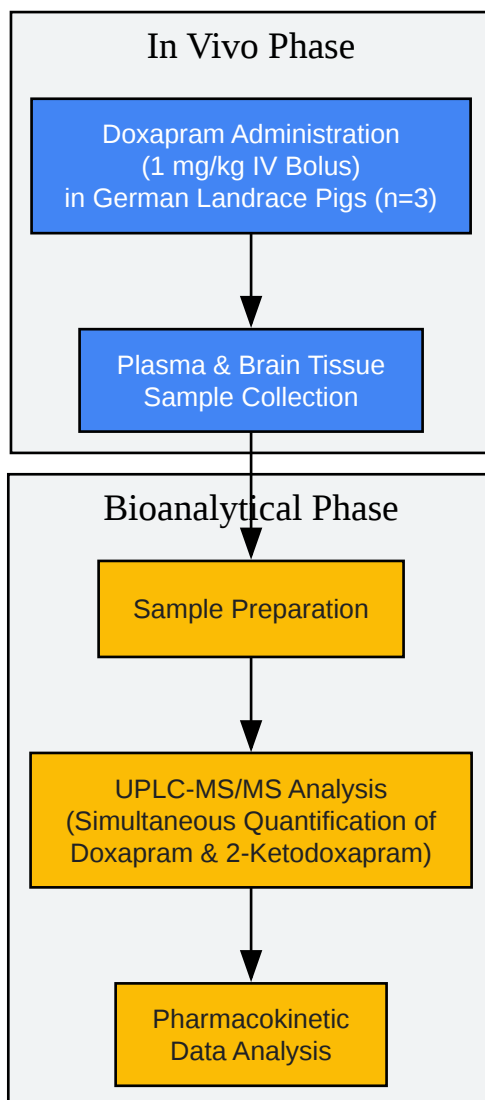 In Vivo Phase
Doxapram Administration
(1 mg/kg IV Bolus)
in German Landrace Pigs (n=3)
Plasma & Brain Tissue
Sample Collection
Bioanalytical Phase
Sample Preparation
UPLC-MS/MS Analysis
(Simultaneous Quantification of
Doxapram & 2-Ketodoxapram)
Pharmacokinetic
Data Analysis